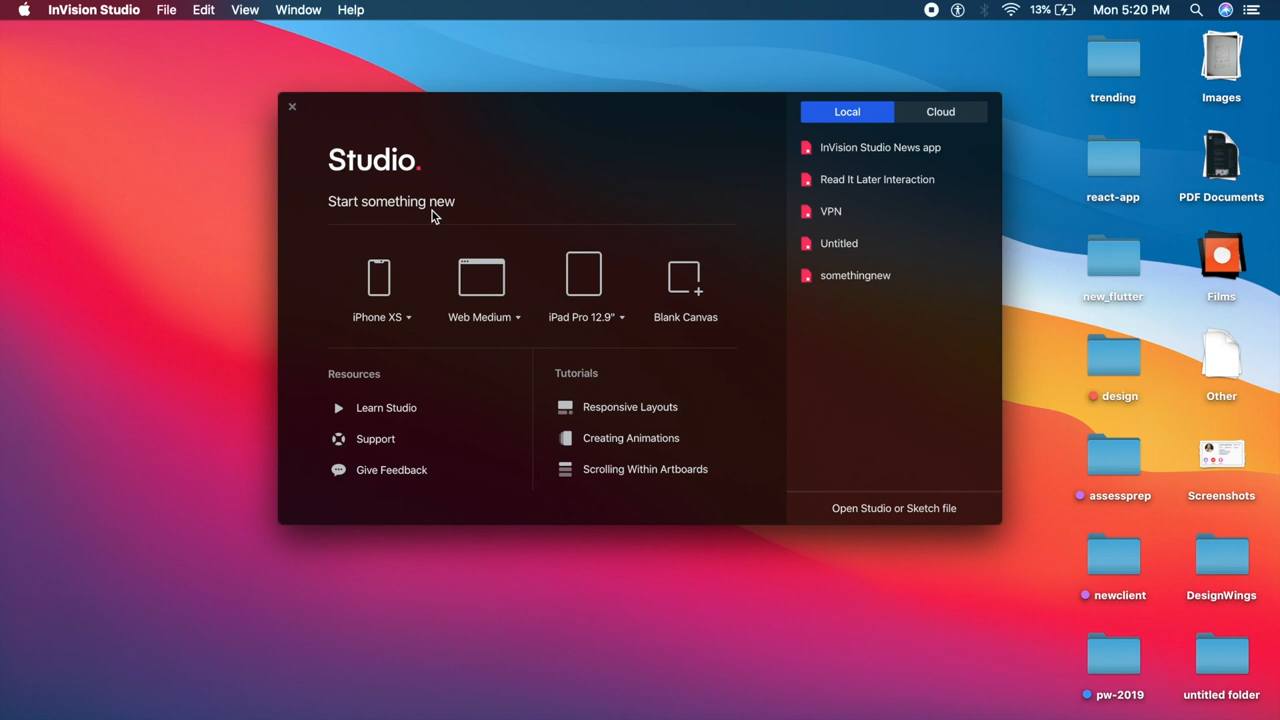 InVision Studio File Edit View Window Help 13% Mon 5:20 PM
Studio.
Start something new
iPhone XS
Web Medium
iPad Pro 12.9"
Blank Canvas
Resources
Learn Studio
Support
Give Feedback
Tutorials
Responsive Layouts
Creating Animations
Scrolling Within Artboards
Local Cloud
InVision Studio News app
Read It Later Interaction
VPN
Untitled
somethingnew
Open Studio or Sketch file
trending
Images
react-app
PDF
PDF Documents
new_flutter
Films
design
Other
assessprep
Screenshots
newclient
DesignWings
pw-2019
untitled folder